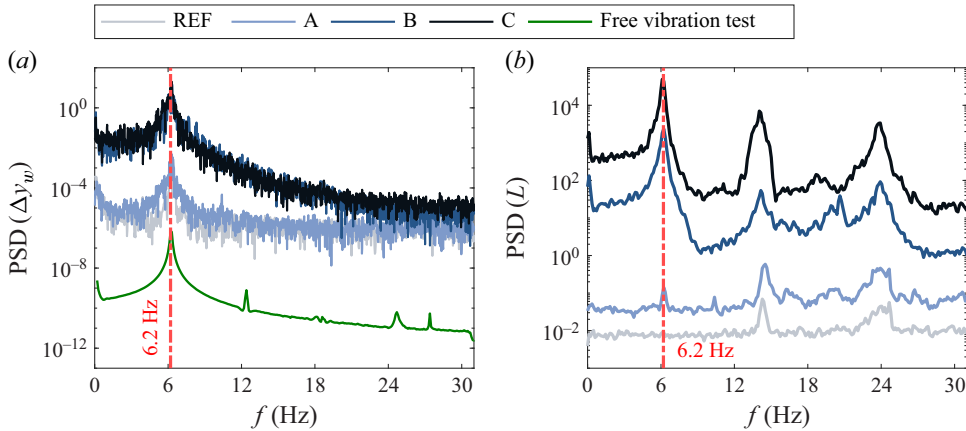 REF A B C Free vibration test
(a) (b)
PSD (Δy_w)
10^0
10^−4
10^−8
10^−12
6.2 Hz
0 6 12 18 24 30
f (Hz)
PSD (L)
10^4
10^2
10^0
10^−2
6.2 Hz
0 6 12 18 24 30
f (Hz)